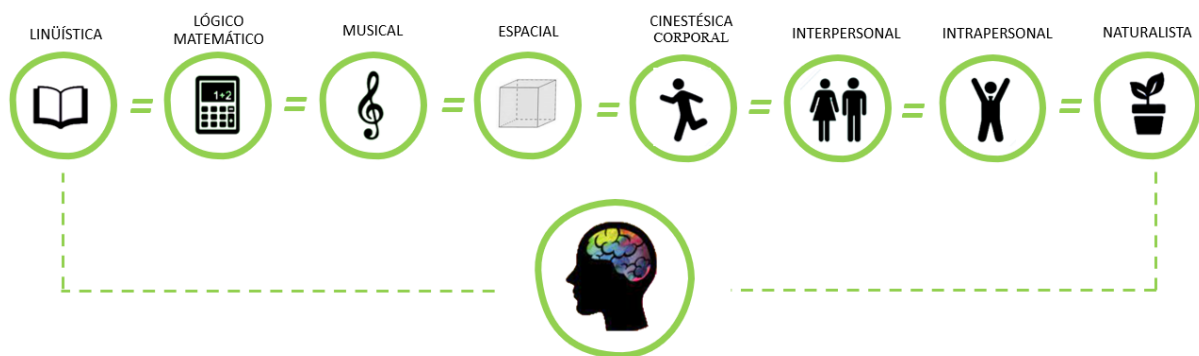 LINÜÍSTICA
LÓGICO
MATEMÁTICO
MUSICAL
ESPACIAL
CINESTÉSICA
CORPORAL
INTERPERSONAL
INTRAPERSONAL
NATURALISTA
1+2
= = = = = = =